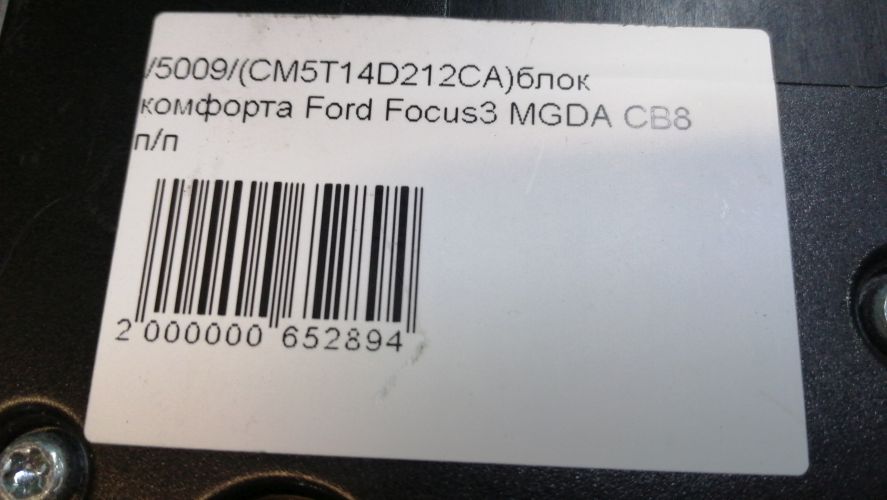 /5009/(CM5T14D212CA)блок
комфорта Ford Focus3 MGDA CB8
п/п
2 000000 652894